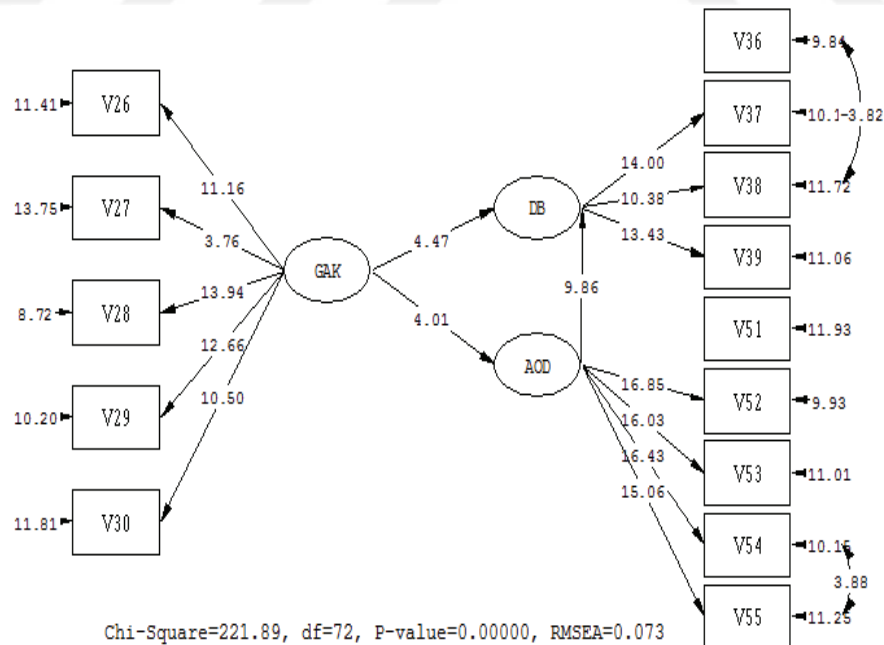 V36
9.84
11.41
V26
V37
10.1
-3.82
14.00
11.16
V38
11.72
10.38
13.75
V27
DB
13.43
3.76
4.47
V39
11.06
GAK
9.86
8.72
V28
13.94
4.01
V51
11.93
12.66
AOD
16.85
V52
9.93
10.50
10.20
V29
16.03
16.43
V53
11.01
15.06
11.81
V30
V54
10.15
3.88
V55
11.25
Chi-Square=221.89, df=72, P-value=0.00000, RMSEA=0.073